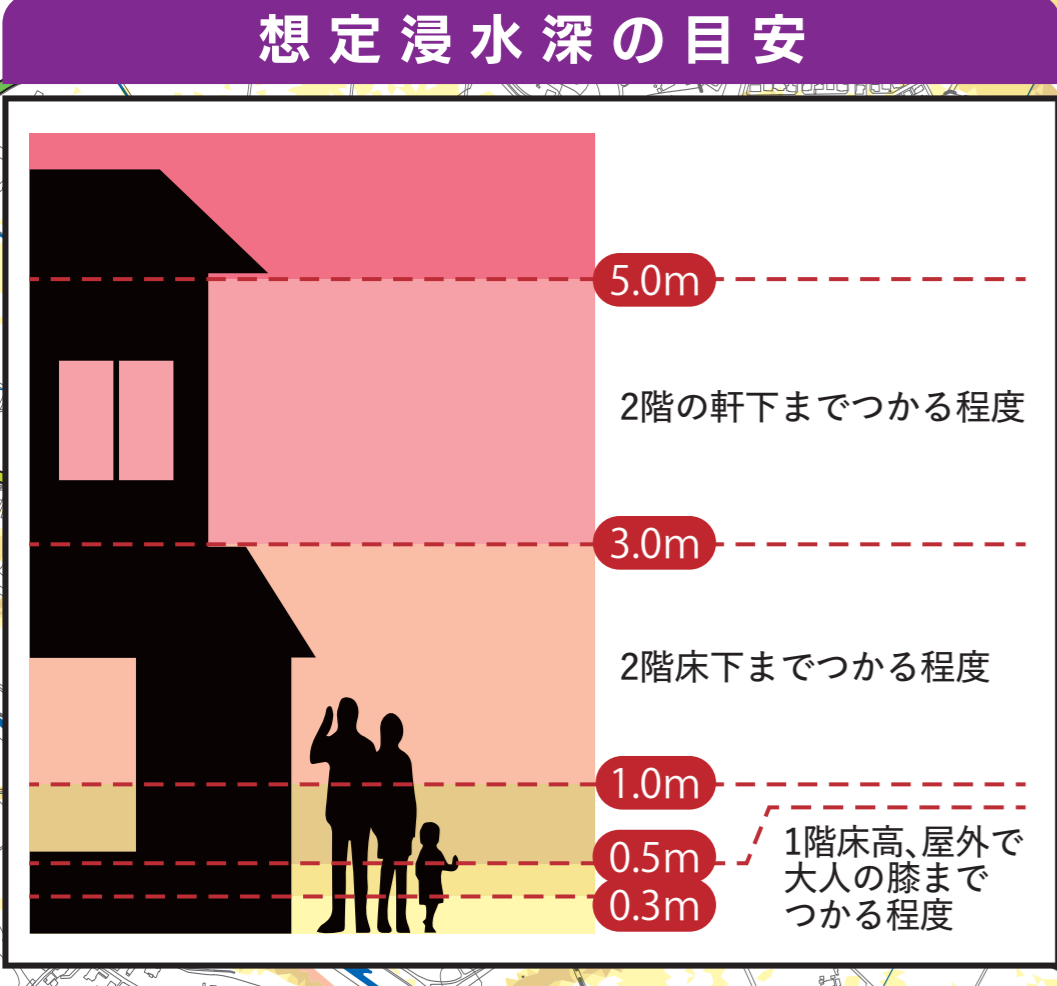 想定浸水深の目安
5.0m
2階の軒下までつかる程度
3.0m
2階床下までつかる程度
1.0m
0.5m
0.3m
1階床高、屋外で
大人の膝まで
つかる程度